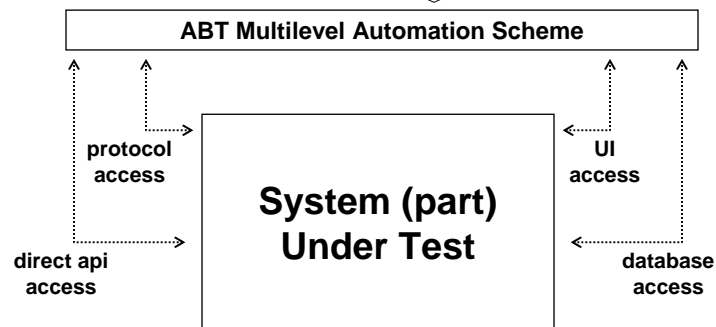 ABT Multilevel Automation Scheme
protocol
access
UI
access
System (part)
Under Test
direct api
access
database
access